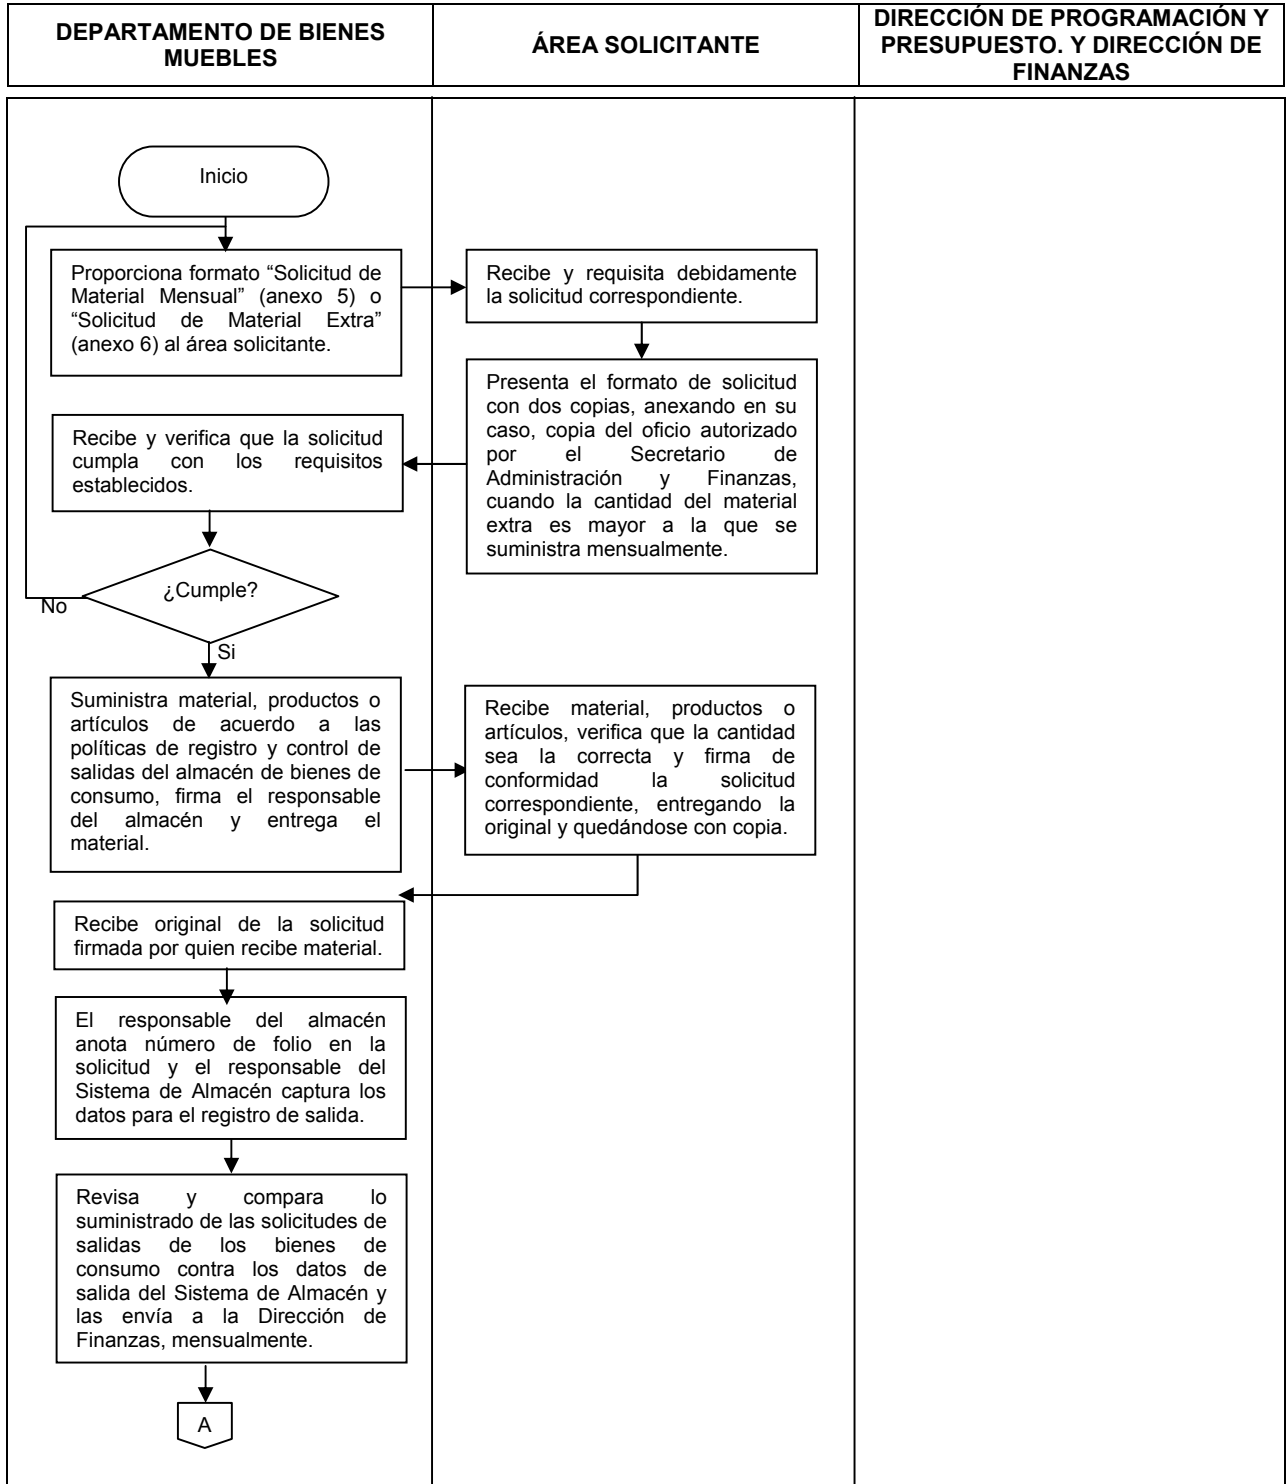 DEPARTAMENTO DE BIENES
MUEBLES
ÁREA SOLICITANTE
DIRECCIÓN DE PROGRAMACIÓN Y
PRESUPUESTO. Y DIRECCIÓN DE
FINANZAS
Inicio
Proporciona formato “Solicitud de
Material Mensual” (anexo 5) o
“Solicitud de Material Extra”
(anexo 6) al área solicitante.
Recibe y requisita debidamente
la solicitud correspondiente.
Presenta el formato de solicitud
con dos copias, anexando en su
caso, copia del oficio autorizado
por el Secretario de
Administración y Finanzas,
cuando la cantidad del material
extra es mayor a la que se
suministra mensualmente.
Recibe y verifica que la solicitud
cumpla con los requisitos
establecidos.
¿Cumple?
No
Si
Suministra material, productos o
artículos de acuerdo a las
políticas de registro y control de
salidas del almacén de bienes de
consumo, firma el responsable
del almacén y entrega el
material.
Recibe material, productos o
artículos, verifica que la cantidad
sea la correcta y firma de
conformidad la solicitud
correspondiente, entregando la
original y quedándose con copia.
Recibe original de la solicitud
firmada por quien recibe material.
El responsable del almacén
anota número de folio en la
solicitud y el responsable del
Sistema de Almacén captura los
datos para el registro de salida.
Revisa y compara lo
suministrado de las solicitudes de
salidas de los bienes de
consumo contra los datos de
salida del Sistema de Almacén y
las envía a la Dirección de
Finanzas, mensualmente.
A